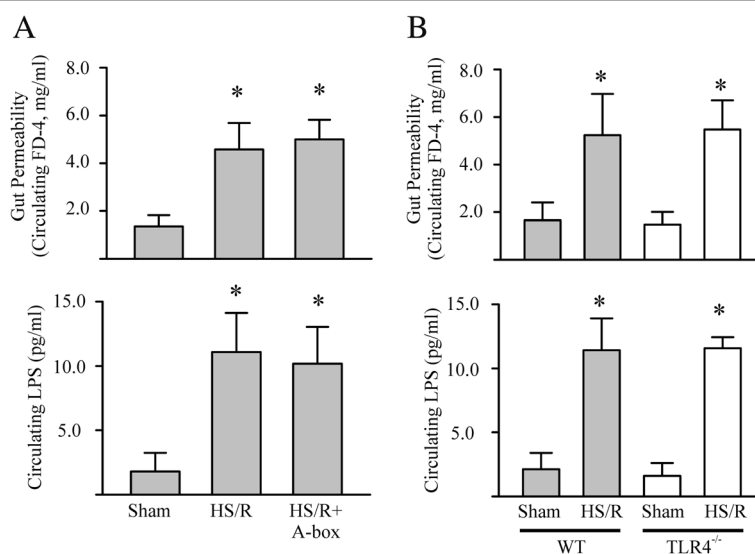 A
Gut Permeability
(Circulating FD-4, mg/ml)
8.0
6.0
4.0
2.0
*
*
Circulating LPS (pg/ml)
15.0
10.0
5.0
*
*
Sham
HS/R
HS/R+
A-box
B
Gut Permeability
(Circulating FD-4, mg/ml)
8.0
6.0
4.0
2.0
*
*
Circulating LPS (pg/ml)
15.0
10.0
5.0
*
*
Sham HS/R Sham HS/R
WT TLR4-/-